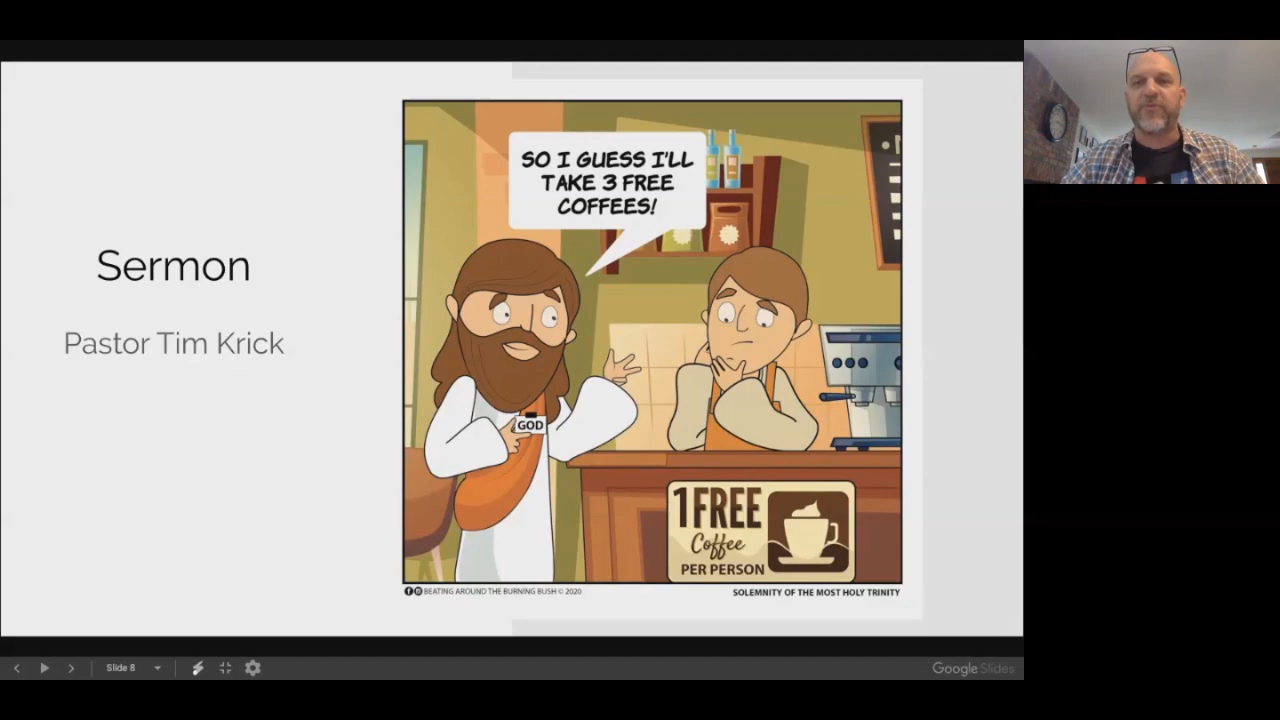 SO I GUESS I'LL
TAKE 3 FREE
COFFEES!
Sermon
Pastor Tim Krick
GOD
1 FREE
Coffee
PER PERSON
BEATING AROUND THE BURNING BUSH © 2020
SOLEMNITY OF THE MOST HOLY TRINITY
Slide 8
Google Slides